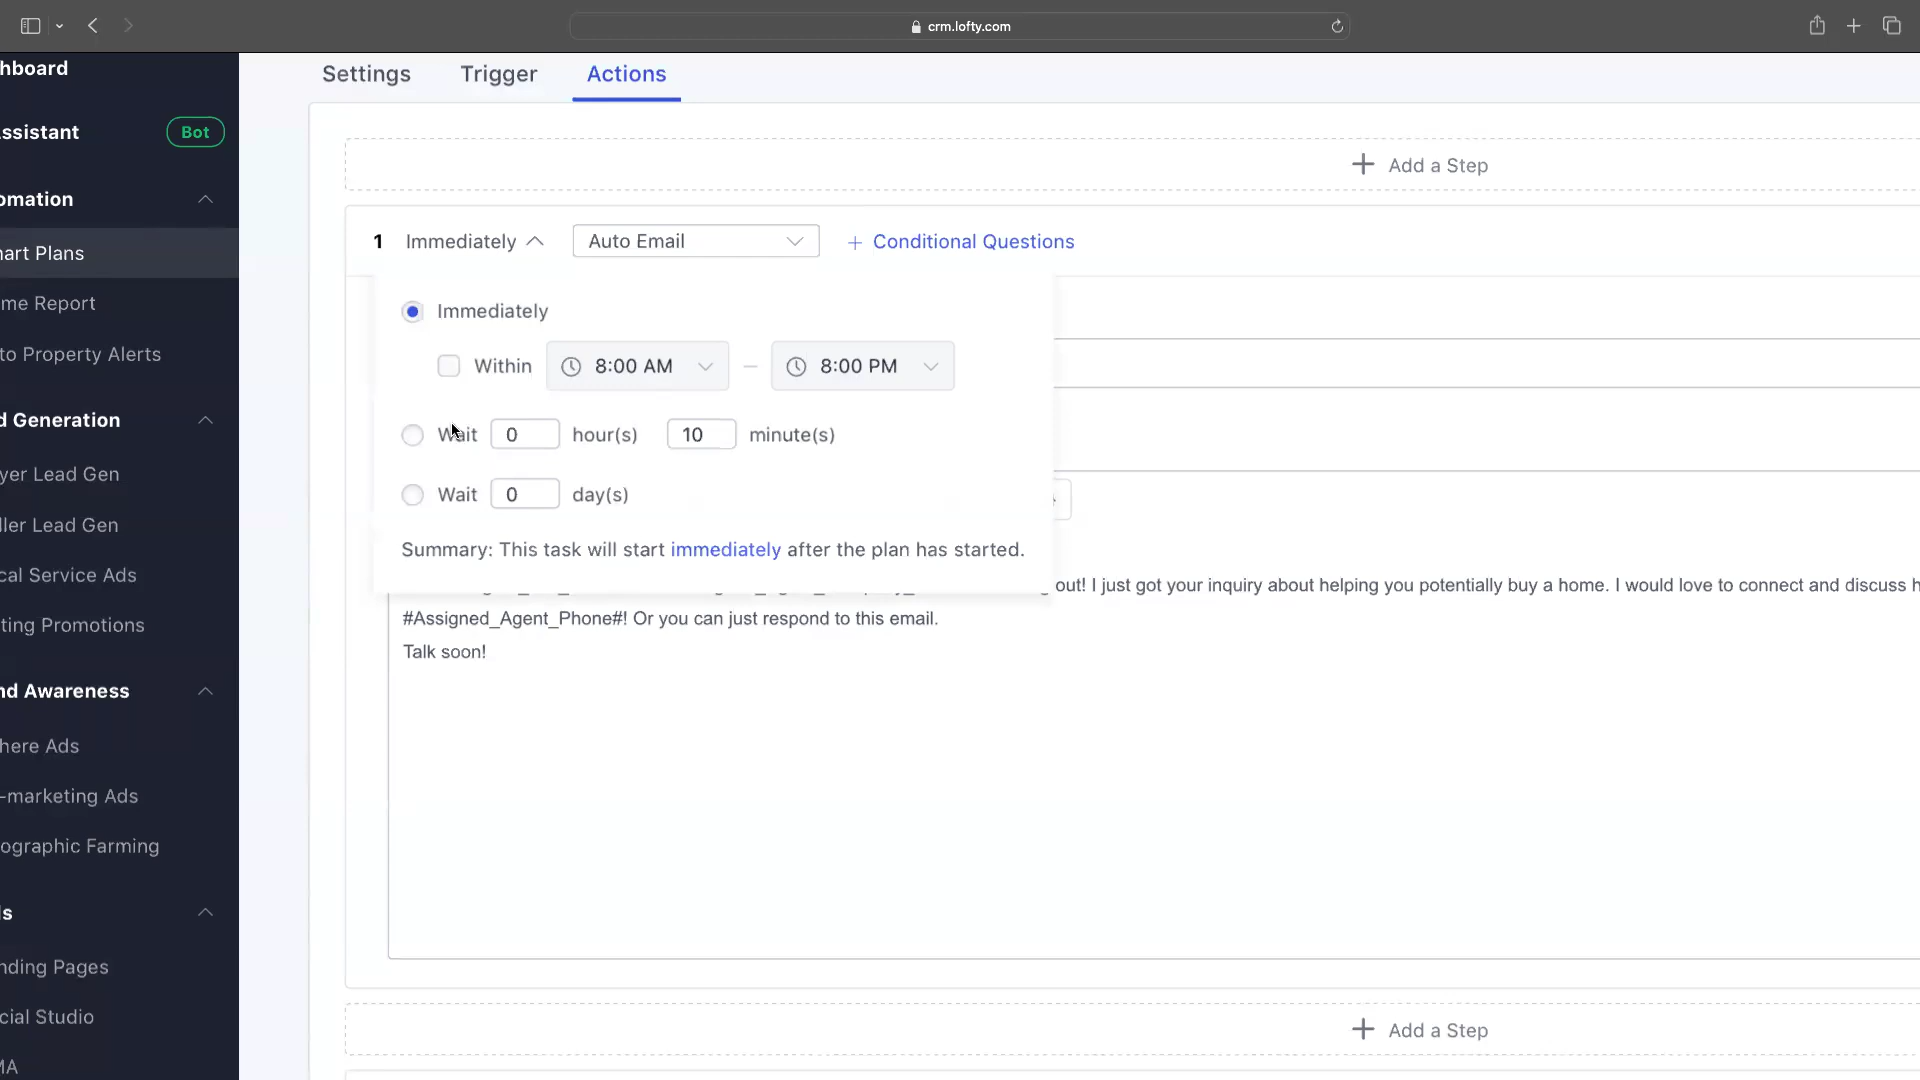 crm.lofty.com
hboard
ssistant
Bot
omation
nart Plans
me Report
to Property Alerts
d Generation
yer Lead Gen
ller Lead Gen
cal Service Ads
ting Promotions
nd Awareness
here Ads
-marketing Ads
ographic Farming
ls
nding Pages
cial Studio
MA
Settings
Trigger
Actions
+ Add a Step
1 Immediately
Auto Email
+ Conditional Questions
Immediately
Within 8:00 AM – 8:00 PM
Wait 0 hour(s) 10 minute(s)
Wait 0 day(s)
Summary: This task will start immediately after the plan has started.
out! I just got your inquiry about helping you potentially buy a home. I would love to connect and discuss h
#Assigned_Agent_Phone#! Or you can just respond to this email.
Talk soon!
+ Add a Step